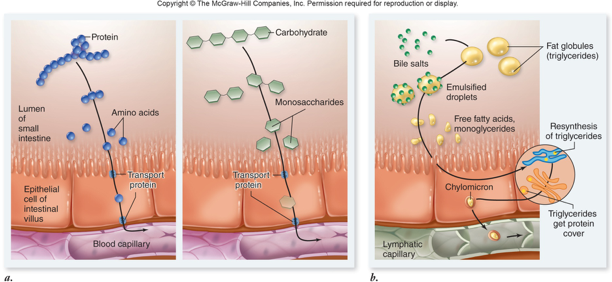 Copyright © The McGraw-Hill Companies, Inc. Permission required for reproduction or display.
Protein
Lumen
of
small
intestine
Amino acids
Transport
protein
Epithelial
cell of
intestinal
villus
Blood capillary
Carbohydrate
Monosaccharides
Transport
protein
a.
Bile salts
Fat globules
(triglycerides)
Emulsified
droplets
Free fatty acids,
monoglycerides
Resynthesis
of triglycerides
Chylomicron
Triglycerides
get protein
cover
Lymphatic
capillary
b.